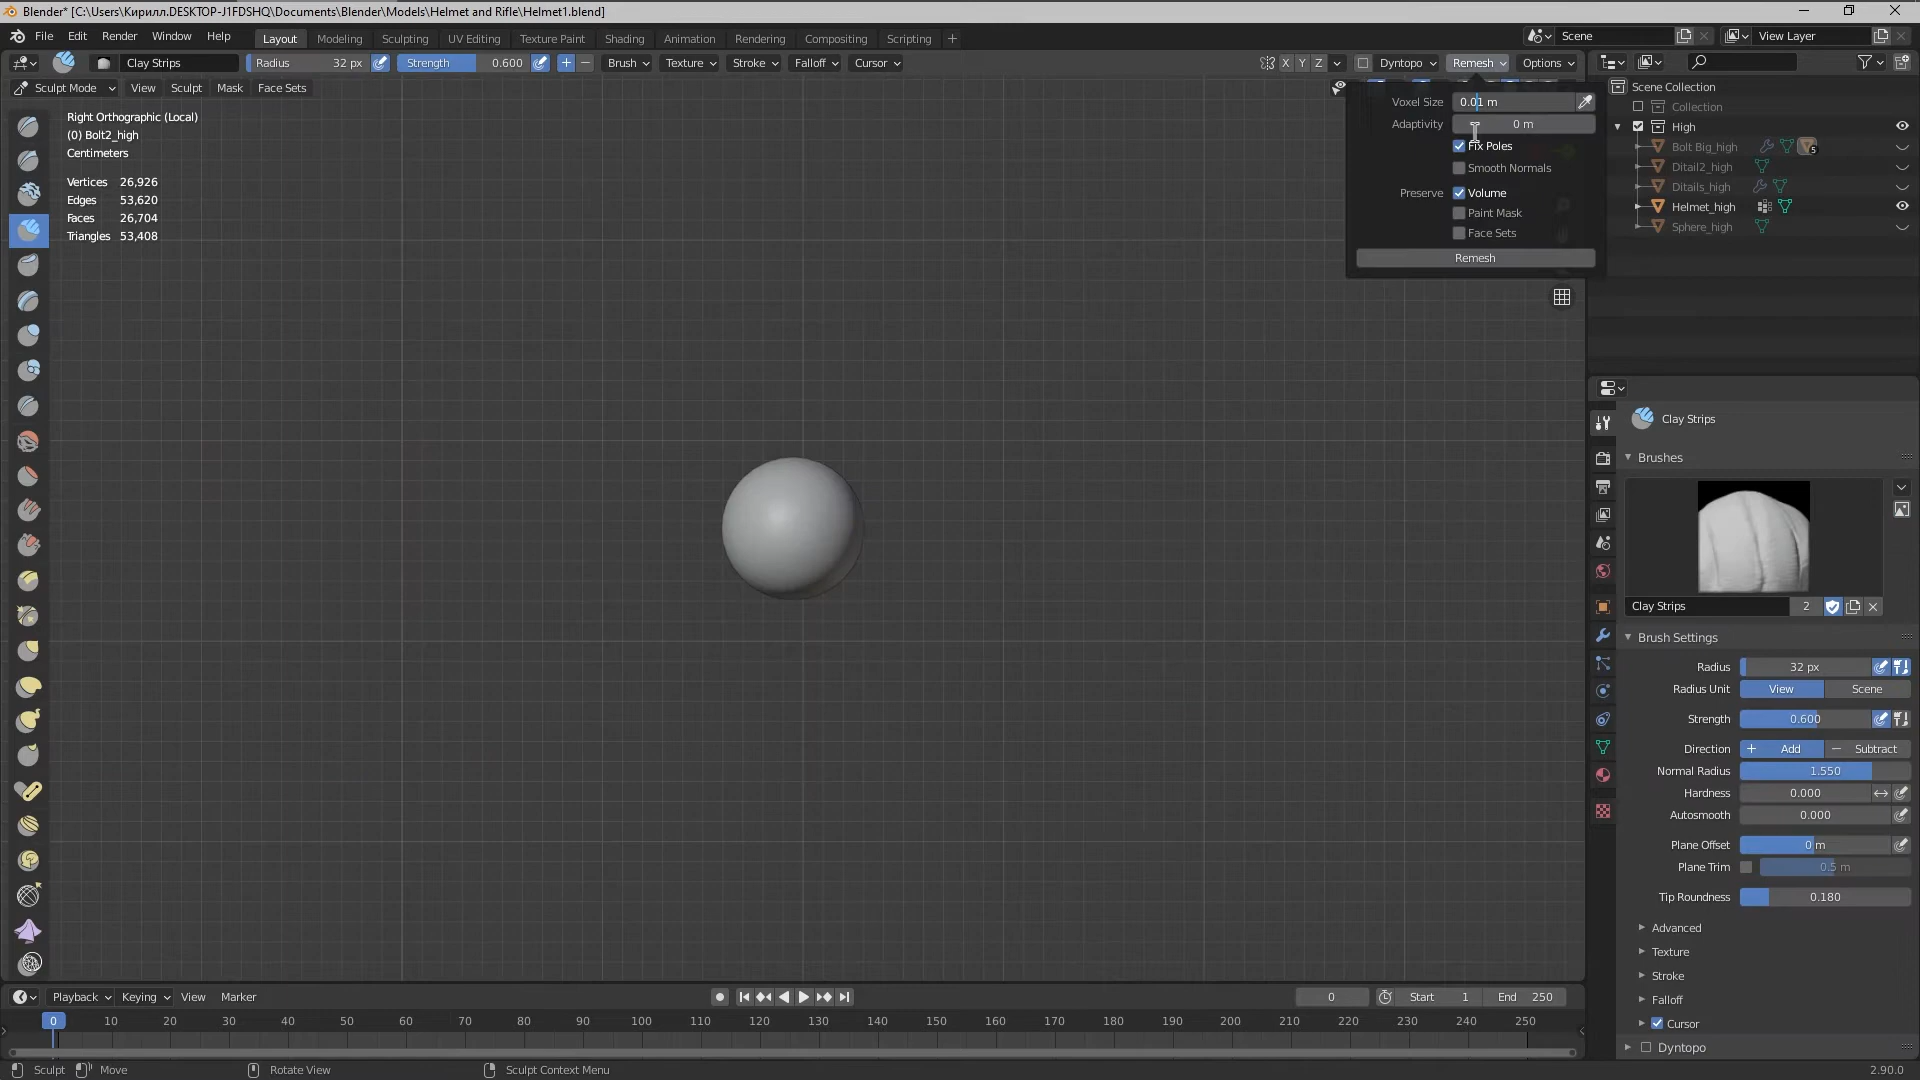 Blender* [C:\Users\Кирилл.DESKTOP-J1FDSHQ\Documents\Blender\Models\Helmet and Rifle\Helmet1.blend]
File Edit Render Window Help Layout Modeling Sculpting UV Editing Texture Paint Shading Animation Rendering Compositing Scripting + Scene View Layer
Clay Strips Radius 32 px Strength 0.600 Brush Texture Stroke Falloff Cursor X Y Z Dyntopo Remesh Options
Sculpt Mode View Sculpt Mask Face Sets
Right Orthographic (Local)
(0) Bolt2_high
Centimeters
Vertices 26,926
Edges 53,620
Faces 26,704
Triangles 53,408
Voxel Size 0.01 m
Adaptivity 0 m
Fix Poles
Smooth Normals
Preserve Volume
Paint Mask
Face Sets
Remesh
Scene Collection
Collection
High
Bolt Big_high 5
Ditail2_high
Ditails_high
Helmet_high
Sphere_high
Clay Strips
Brushes
Clay Strips 2
Brush Settings
Radius 32 px
Radius Unit View Scene
Strength 0.600
Direction + Add − Subtract
Normal Radius 1.550
Hardness 0.000
Autosmooth 0.000
Plane Offset 0 m
Plane Trim 0.5 m
Tip Roundness 0.180
Advanced
Texture
Stroke
Falloff
Cursor
Dyntopo
Playback Keying View Marker 0 Start 1 End 250
0 10 20 30 40 50 60 70 80 90 100 110 120 130 140 150 160 170 180 190 200 210 220 230 240 250
Sculpt Move Rotate View Sculpt Context Menu 2.90.0